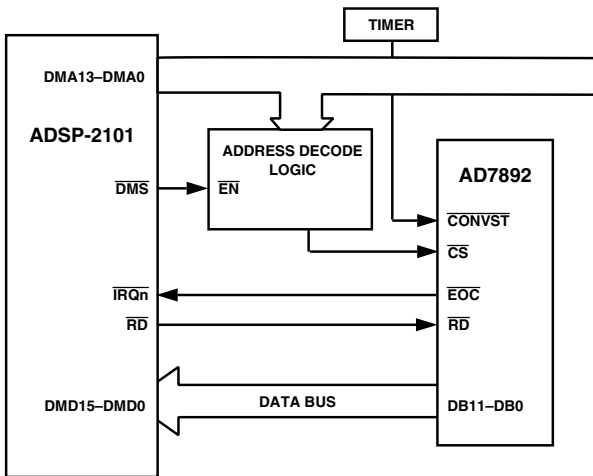 TIMER
DMA13–DMA0
ADSP-2101
ADDRESS DECODE
LOGIC
AD7892
DMS
EN
CONVST
CS
IRQn
EOC
RD
RD
DMD15–DMD0
DATA BUS
DB11–DB0